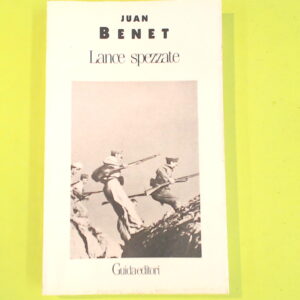 JUAN
BENET
Lance spezzate
Guida editori